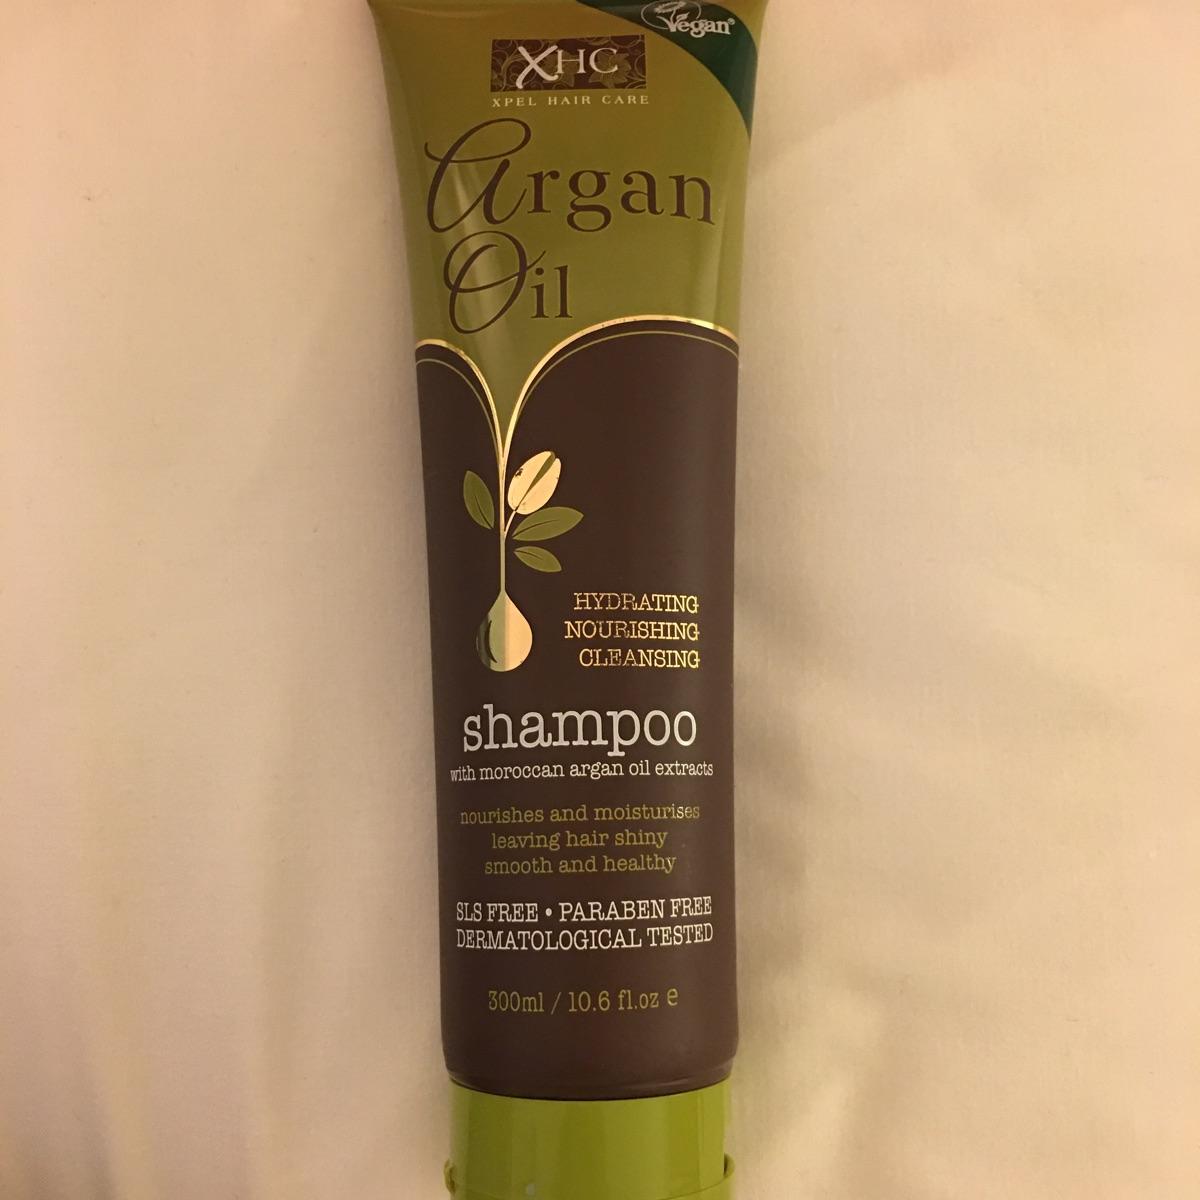 Vegan®
XHC
XPEL HAIR CARE
Argan
Oil
HYDRATING
NOURISHING
CLEANSING
shampoo
with moroccan argan oil extracts
nourishes and moisturises
leaving hair shiny
smooth and healthy
SLS FREE • PARABEN FREE
DERMATOLOGICAL TESTED
300ml / 10.6 fl.oz e